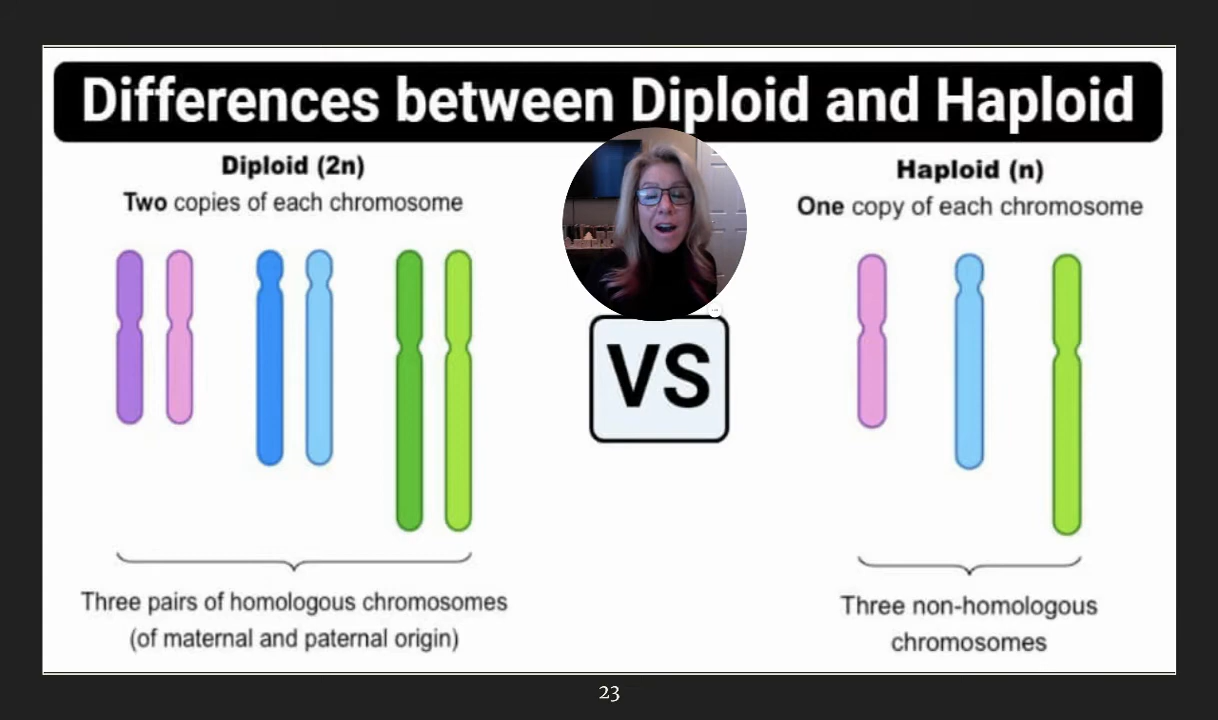 Differences between Diploid and Haploid
Diploid (2n)
Two copies of each chromosome
Haploid (n)
One copy of each chromosome
VS
Three pairs of homologous chromosomes
(of maternal and paternal origin)
Three non-homologous
chromosomes
23